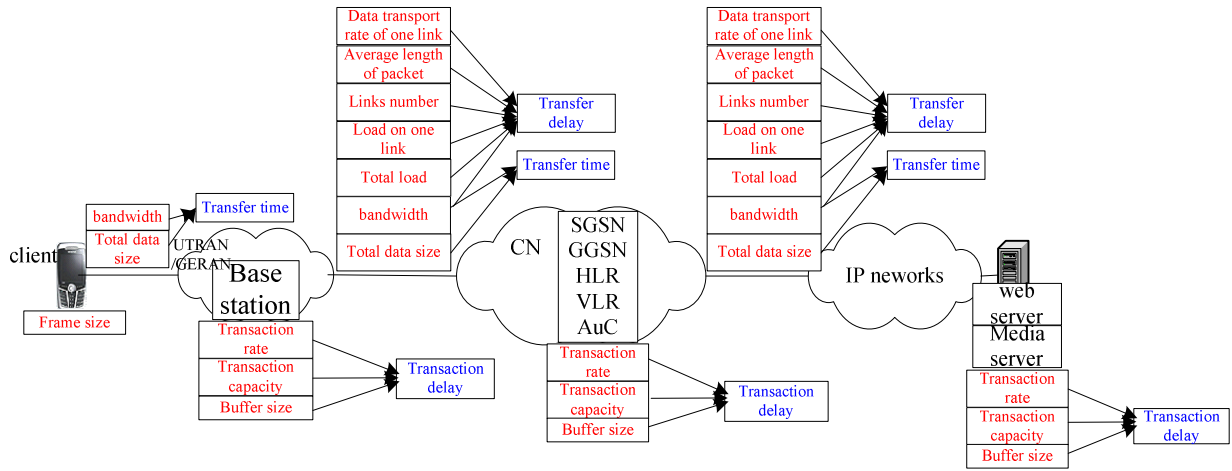 Data transport
rate of one link
Average length
of packet
Links number
Load on one
link
Total load
bandwidth
Total data size
Transfer
delay
Transfer time
Data transport
rate of one link
Average length
of packet
Links number
Load on one
link
Total load
bandwidth
Total data size
Transfer
delay
Transfer time
bandwidth
Total data
size
Transfer time
client
Frame size
UTRAN
/GERAN
Base
station
Transaction
rate
Transaction
capacity
Buffer size
Transaction
delay
CN
SGSN
GGSN
HLR
VLR
AuC
Transaction
rate
Transaction
capacity
Buffer size
Transaction
delay
IP neworks
web
server
Media
server
Transaction
rate
Transaction
capacity
Buffer size
Transaction
delay